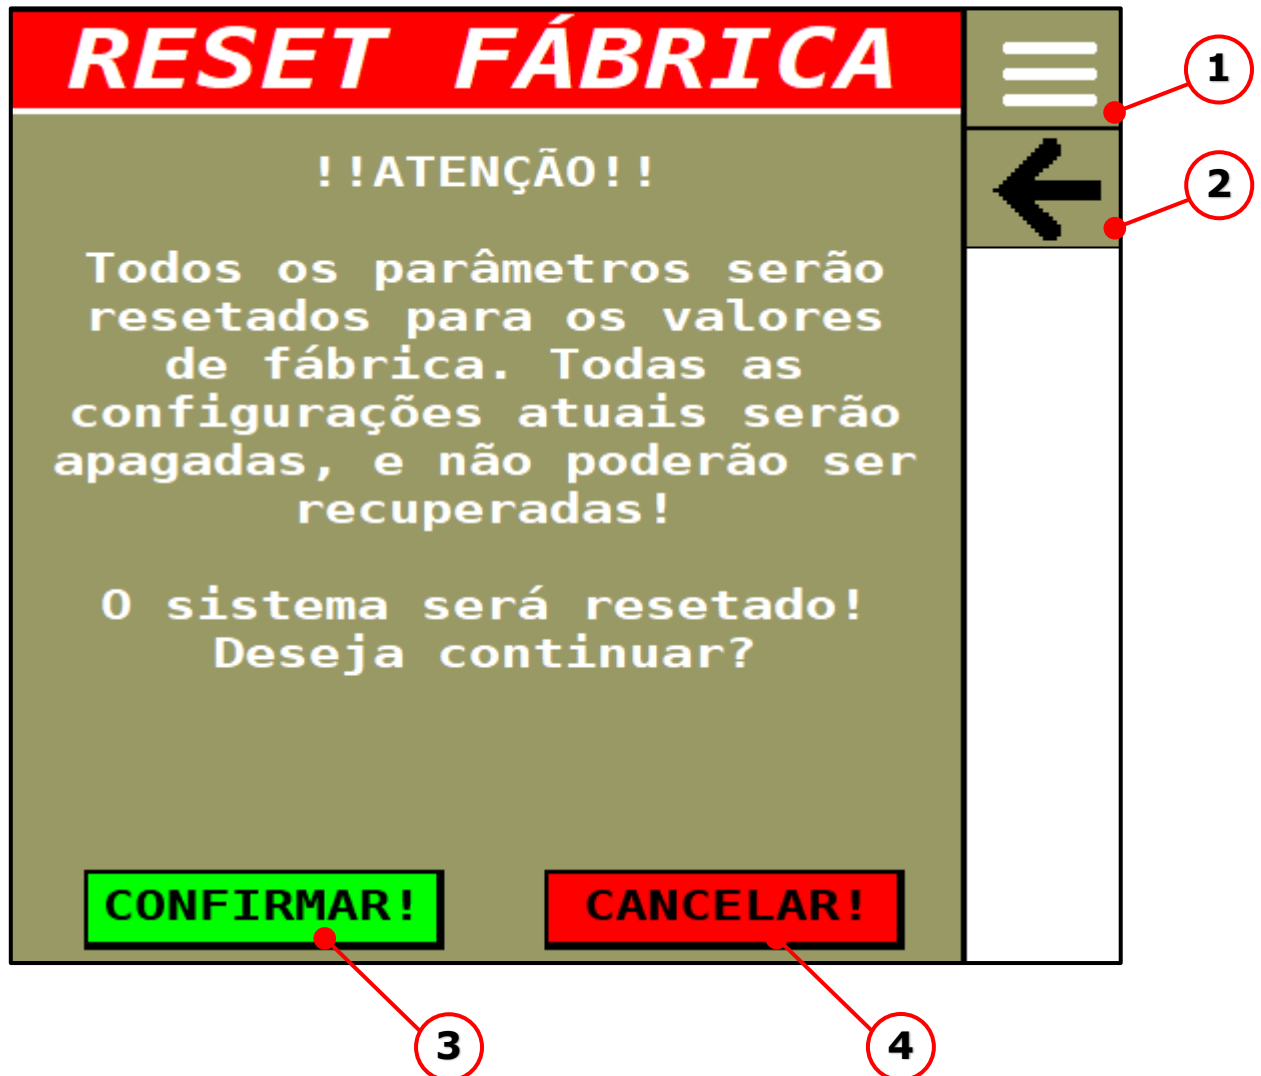 RESET FÁBRICA
1
2
!!ATENÇÃO!!
Todos os parâmetros serão
resetados para os valores
de fábrica. Todas as
configurações atuais serão
apagadas, e não poderão ser
recuperadas!
O sistema será resetado!
Deseja continuar?
CONFIRMAR!
CANCELAR!
3
4